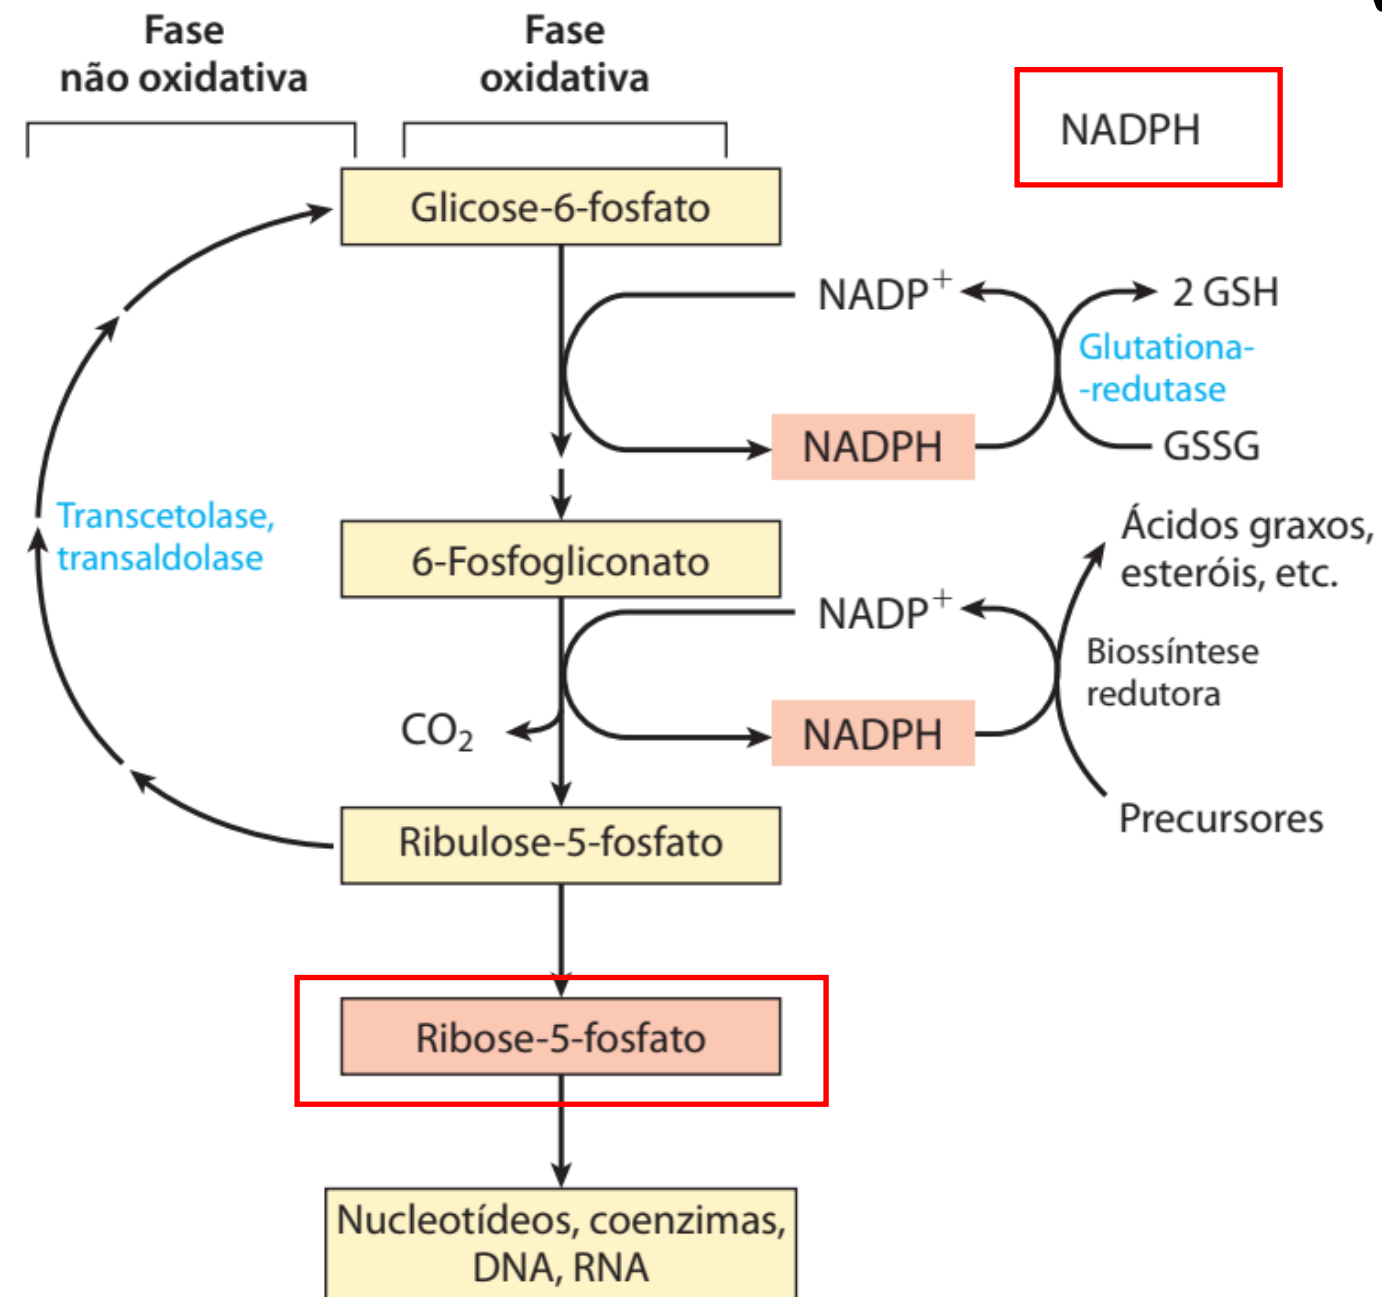 Fase
não oxidativa
Fase
oxidativa
NADPH
Glicose-6-fosfato
NADP+
2 GSH
Glutationa-
-redutase
NADPH
GSSG
Transcetolase,
transaldolase
6-Fosfogliconato
Ácidos graxos,
esteróis, etc.
NADP+
Biossíntese
redutora
CO2
NADPH
Precursores
Ribulose-5-fosfato
Ribose-5-fosfato
Nucleotídeos, coenzimas,
DNA, RNA